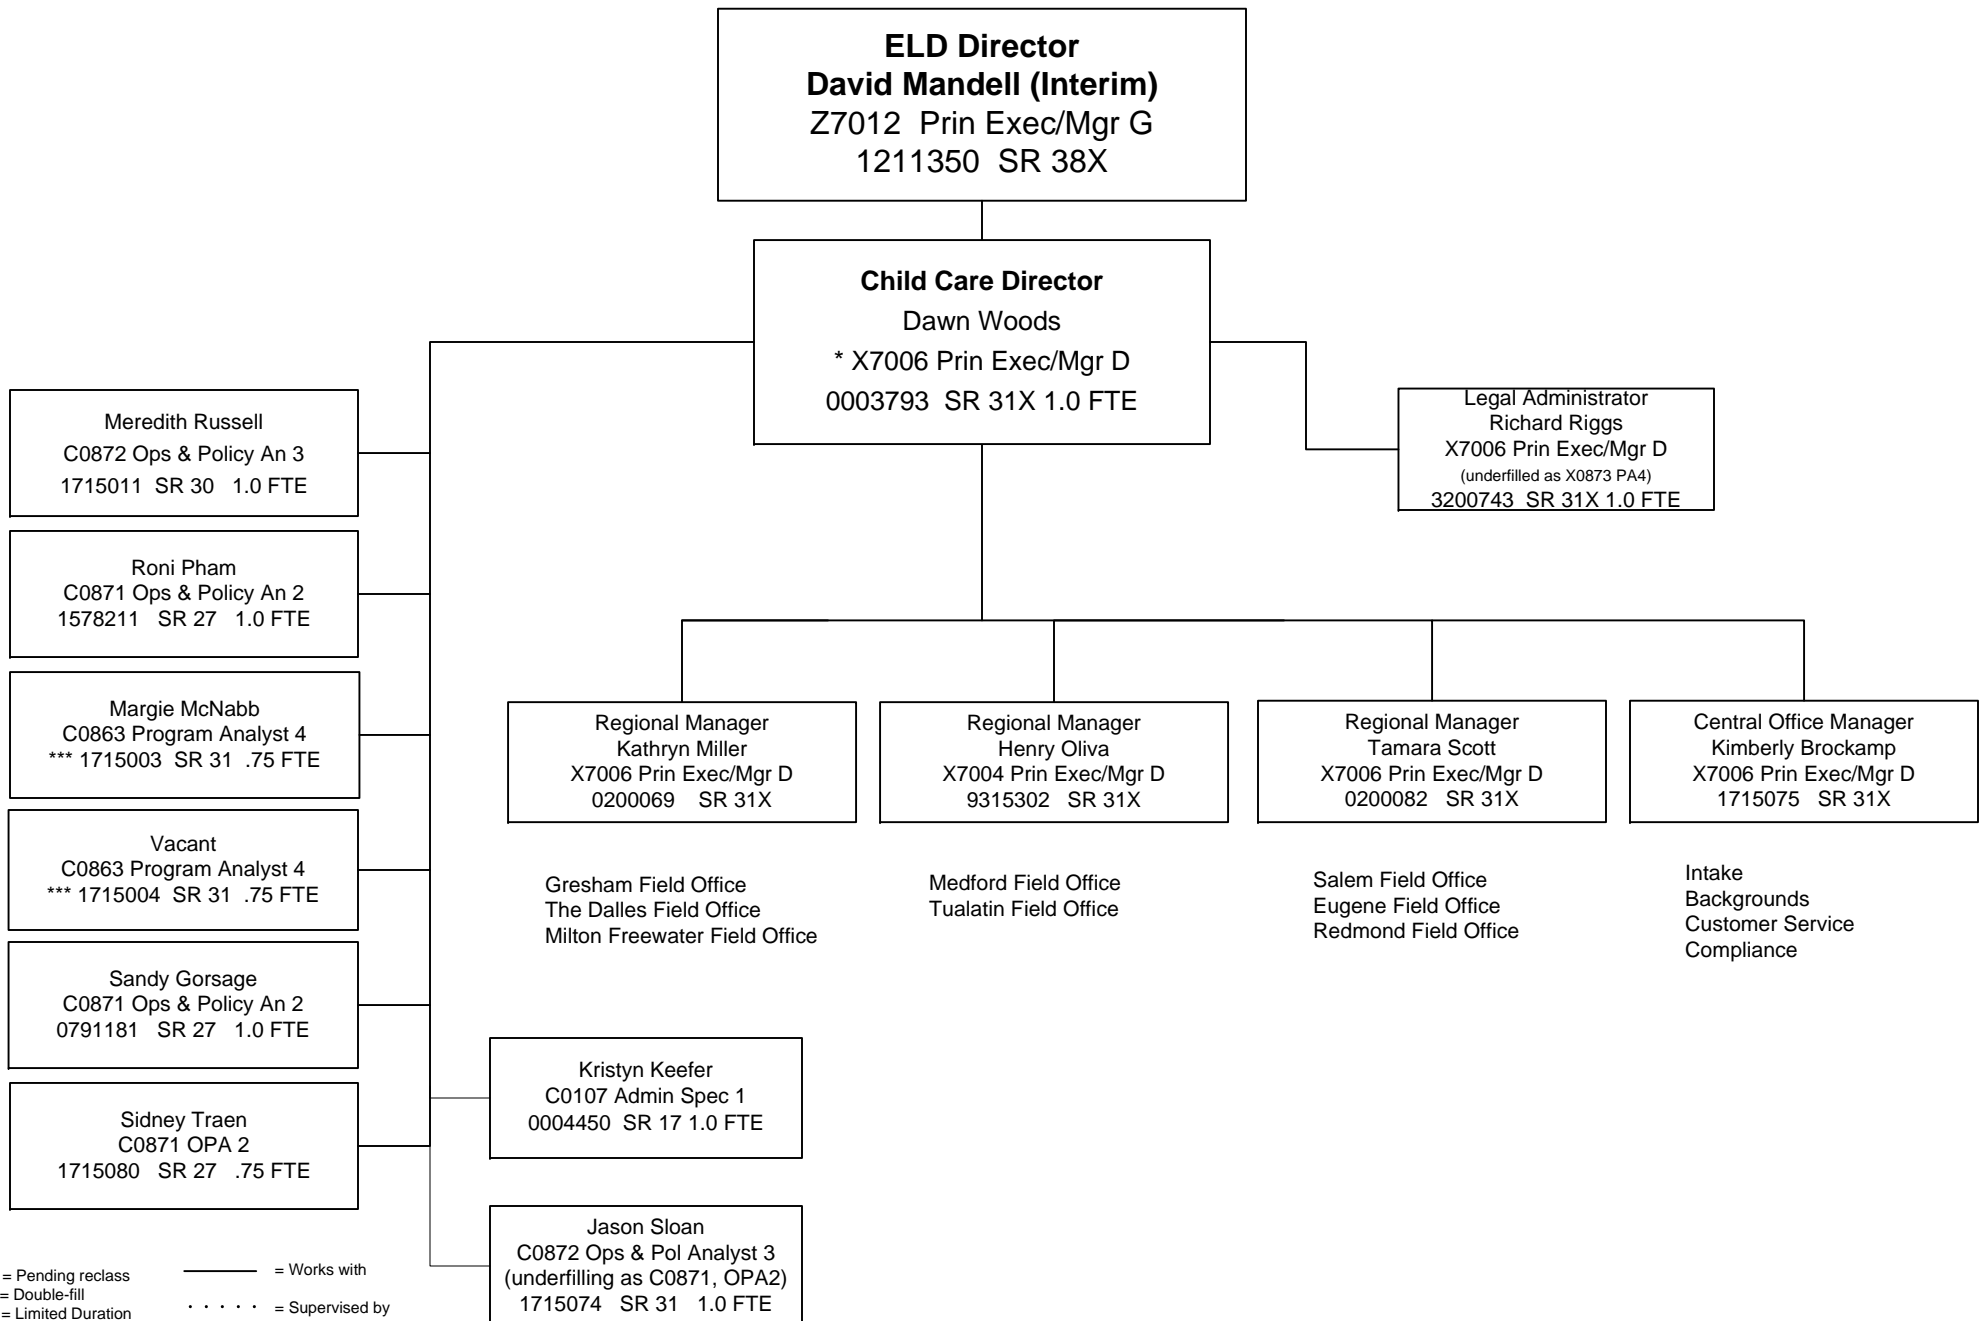 ELD Director
David Mandell (Interim)
Z7012 Prin Exec/Mgr G
1211350 SR 38X
Child Care Director
Dawn Woods
* X7006 Prin Exec/Mgr D
0003793 SR 31X 1.0 FTE
Legal Administrator
Richard Riggs
X7006 Prin Exec/Mgr D
(underfilled as X0873 PA4)
3200743 SR 31X 1.0 FTE
Meredith Russell
C0872 Ops & Policy An 3
1715011 SR 30 1.0 FTE
Roni Pham
C0871 Ops & Policy An 2
1578211 SR 27 1.0 FTE
Margie McNabb
C0863 Program Analyst 4
*** 1715003 SR 31 .75 FTE
Vacant
C0863 Program Analyst 4
*** 1715004 SR 31 .75 FTE
Sandy Gorsage
C0871 Ops & Policy An 2
0791181 SR 27 1.0 FTE
Sidney Traen
C0871 OPA 2
1715080 SR 27 .75 FTE
Regional Manager
Kathryn Miller
X7006 Prin Exec/Mgr D
0200069 SR 31X
Gresham Field Office
The Dalles Field Office
Milton Freewater Field Office
Regional Manager
Henry Oliva
X7004 Prin Exec/Mgr D
9315302 SR 31X
Medford Field Office
Tualatin Field Office
Regional Manager
Tamara Scott
X7006 Prin Exec/Mgr D
0200082 SR 31X
Salem Field Office
Eugene Field Office
Redmond Field Office
Central Office Manager
Kimberly Brockamp
X7006 Prin Exec/Mgr D
1715075 SR 31X
Intake
Backgrounds
Customer Service
Compliance
Kristyn Keefer
C0107 Admin Spec 1
0004450 SR 17 1.0 FTE
Jason Sloan
C0872 Ops & Pol Analyst 3
(underfilling as C0871, OPA2)
1715074 SR 31 1.0 FTE
= Pending reclass
= Double-fill
= Limited Duration
= Works with
= Supervised by